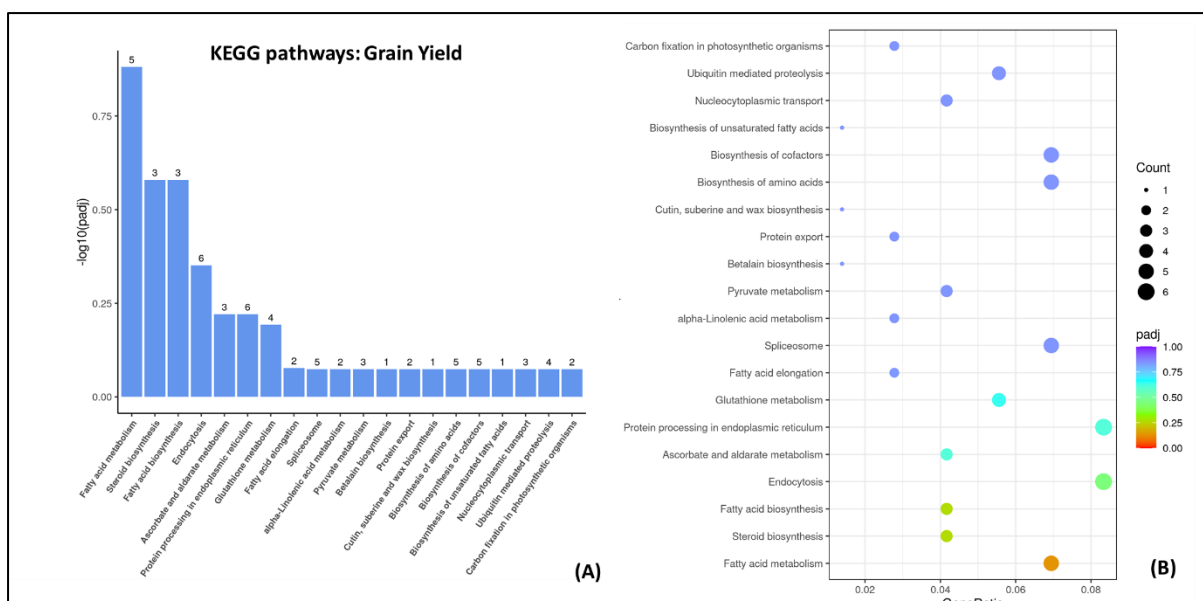 KEGG pathways: Grain Yield
-log10(padj)
0.75
0.50
0.25
0.00
5
3
3
6
3
6
4
2
5
2
3
1
2
1
5
5
1
3
4
2
Fatty acid metabolism
Steroid biosynthesis
Fatty acid biosynthesis
Endocytosis
Ascorbate and aldarate metabolism
Protein processing in endoplasmic reticulum
Glutathione metabolism
Fatty acid elongation
Spliceosome
alpha-Linolenic acid metabolism
Pyruvate metabolism
Betalain biosynthesis
Protein export
Cutin, suberine and wax biosynthesis
Biosynthesis of amino acids
Biosynthesis of cofactors
Biosynthesis of unsaturated fatty acids
Nucleocytoplasmic transport
Ubiquitin mediated proteolysis
Carbon fixation in photosynthetic organisms
(A)
Carbon fixation in photosynthetic organisms
Ubiquitin mediated proteolysis
Nucleocytoplasmic transport
Biosynthesis of unsaturated fatty acids
Biosynthesis of cofactors
Biosynthesis of amino acids
Cutin, suberine and wax biosynthesis
Protein export
Betalain biosynthesis
Pyruvate metabolism
alpha-Linolenic acid metabolism
Spliceosome
Fatty acid elongation
Glutathione metabolism
Protein processing in endoplasmic reticulum
Ascorbate and aldarate metabolism
Endocytosis
Fatty acid biosynthesis
Steroid biosynthesis
Fatty acid metabolism
0.02 0.04 0.06 0.08
Count
1
2
3
4
5
6
padj
1.00
0.75
0.50
0.25
0.00
(B)